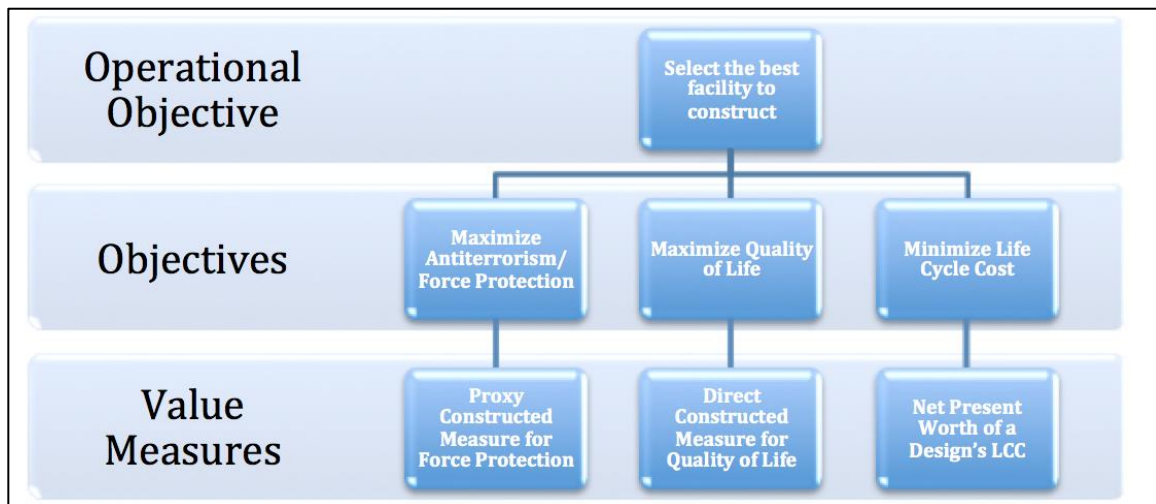 Operational
Objective
Select the best
facility to
construct
Objectives
Maximize
Antiterrorism/
Force Protection
Maximize Quality
of Life
Minimize Life
Cycle Cost
Value
Measures
Proxy
Constructed
Measure for
Force Protection
Direct
Constructed
Measure for
Quality of Life
Net Present
Worth of a
Design's LCC